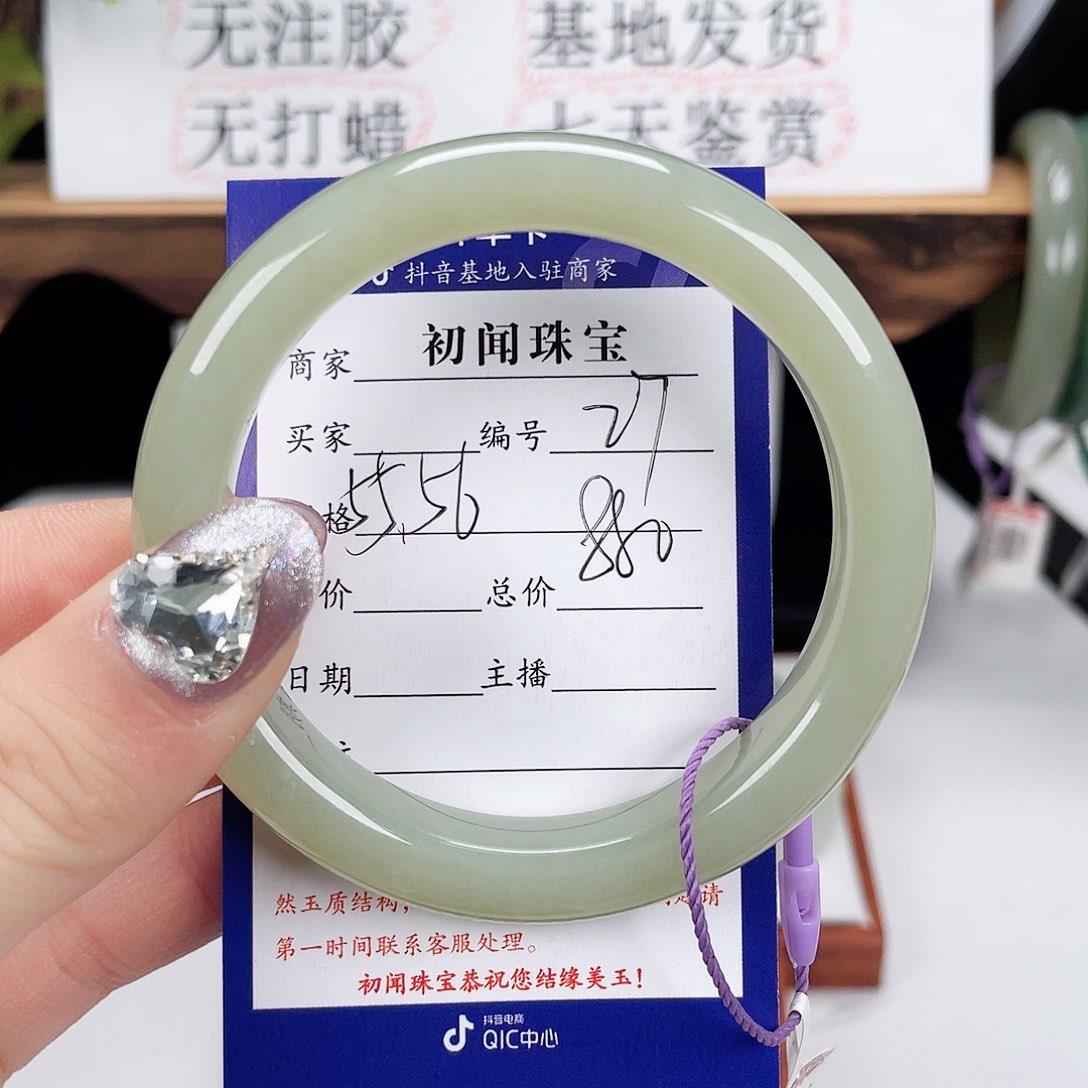 无注胶 基地发货
无打蜡 七天鉴赏
抖音基地入驻商家
商家 初闻珠宝
买家 编号 27
格 55.56 880
价 总价
日期 主播
然玉质结构, 请
第一时间联系客服处理。
初闻珠宝恭祝您结缘美玉!
抖音电商
QIC中心